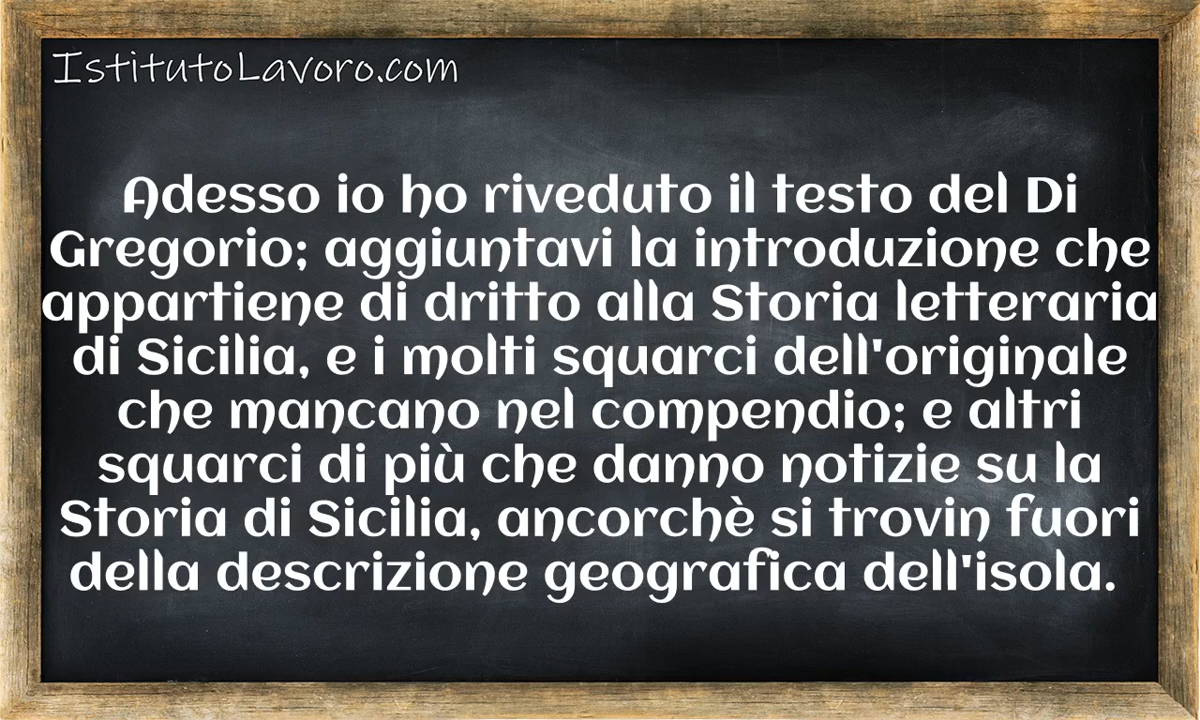 IstitutoLavoro.com
Adesso io ho riveduto il testo del Di
Gregorio; aggiuntavi la introduzione che
appartiene di dritto alla Storia letteraria
di Sicilia, e i molti squarci dell'originale
che mancano nel compendio; e altri
squarci di più che danno notizie su la
Storia di Sicilia, ancorchè si trovin fuori
della descrizione geografica dell'isola.